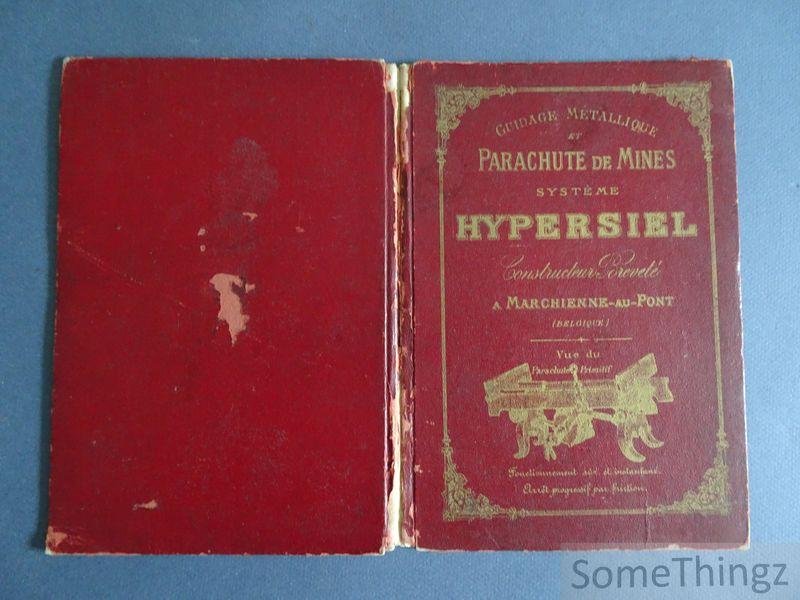 GUIDAGE MÉTALLIQUE
ET
PARACHUTE DE MINES
SYSTÈME
HYPERSIEL
Constructeur Breveté
A MARCHIENNE-AU-PONT
(BELGIQUE)
Vue du
Parachute Primitif
Fonctionnement sûr et instantané.
Arrêt progressif par friction.
SomeThingz